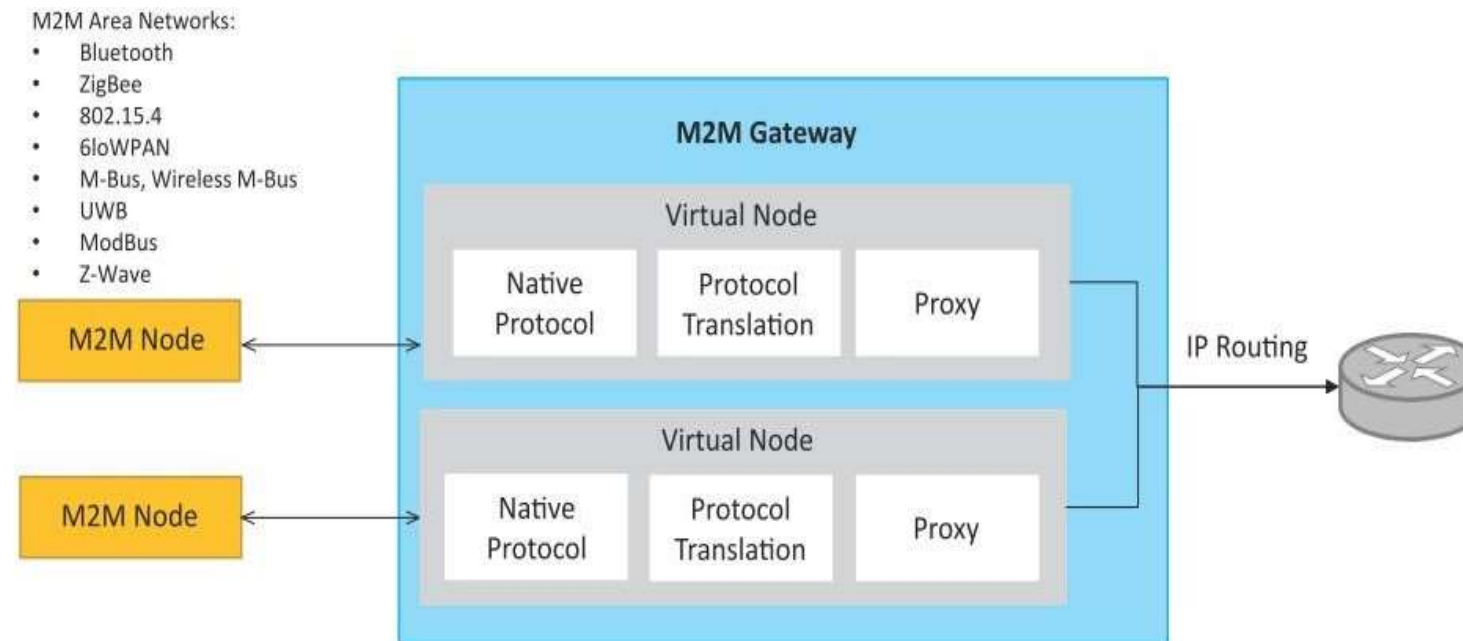 M2M Area Networks:
• Bluetooth
• ZigBee
• 802.15.4
• 6loWPAN
• M-Bus, Wireless M-Bus
• UWB
• ModBus
• Z-Wave
M2M Gateway
Virtual Node
Native
Protocol
Protocol
Translation
Proxy
M2M Node
IP Routing
Virtual Node
Native
Protocol
Protocol
Translation
Proxy
M2M Node